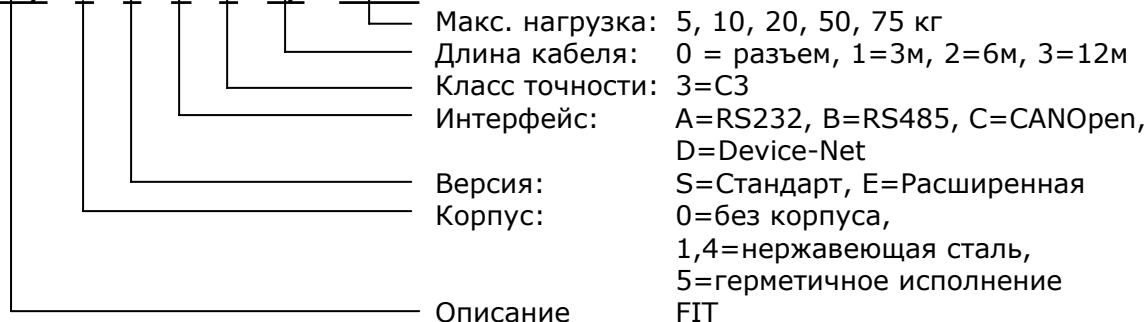 Макс. нагрузка: 5, 10, 20, 50, 75 кг
Длина кабеля: 0 = разъем, 1=3м, 2=6м, 3=12м
Класс точности: 3=C3
Интерфейс: A=RS232, B=RS485, C=CANOpen,
D=Device-Net
Версия: S=Стандарт, E=Расширенная
Корпус: 0=без корпуса,
1,4=нержавеющая сталь,
5=герметичное исполнение
Описание FIT